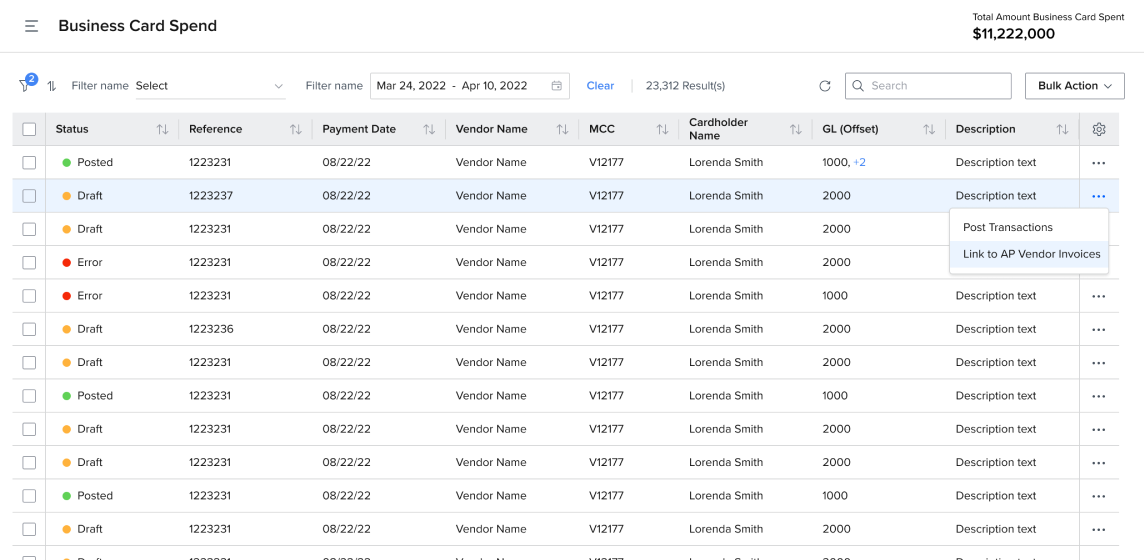 Business Card Spend
Total Amount Business Card Spent
$11,222,000
2 Filter name Select Filter name Mar 24, 2022 - Apr 10, 2022 Clear 23,312 Result(s) Search Bulk Action
Status Reference Payment Date Vendor Name MCC Cardholder Name GL (Offset) Description
Posted 1223231 08/22/22 Vendor Name V12177 Lorenda Smith 1000, +2 Description text
Draft 1223237 08/22/22 Vendor Name V12177 Lorenda Smith 2000 Description text
Draft 1223231 08/22/22 Vendor Name V12177 Lorenda Smith 2000 Post Transactions
Error 1223231 08/22/22 Vendor Name V12177 Lorenda Smith 2000 Link to AP Vendor Invoices
Error 1223231 08/22/22 Vendor Name V12177 Lorenda Smith 1000 Description text
Draft 1223236 08/22/22 Vendor Name V12177 Lorenda Smith 2000 Description text
Draft 1223231 08/22/22 Vendor Name V12177 Lorenda Smith 2000 Description text
Posted 1223231 08/22/22 Vendor Name V12177 Lorenda Smith 1000 Description text
Draft 1223231 08/22/22 Vendor Name V12177 Lorenda Smith 2000 Description text
Draft 1223231 08/22/22 Vendor Name V12177 Lorenda Smith 2000 Description text
Posted 1223231 08/22/22 Vendor Name V12177 Lorenda Smith 1000 Description text
Draft 1223231 08/22/22 Vendor Name V12177 Lorenda Smith 2000 Description text